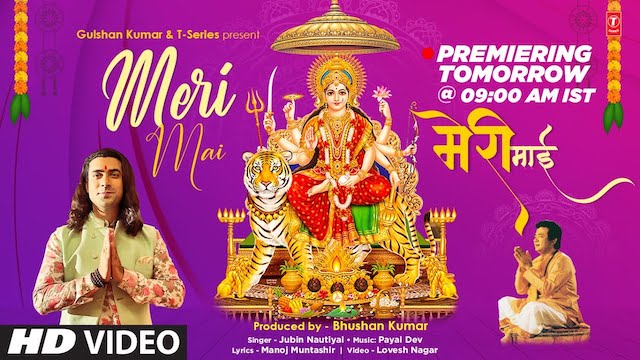 Gulshan Kumar & T-Series present
Meri
Mai
PREMIERING
TOMORROW
@ 09:00 AM IST
मेरी माई
T-SERIES
Produced by - Bhushan Kumar
Singer - Jubin Nautiyal • Music: Payal Dev
Lyrics - Manoj Muntashir | Video - Lovesh Nagar
HD VIDEO